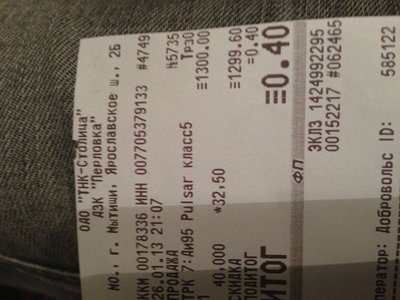 ОАО "ТНК-Столица"
АЗК "Перловка"
МО., г. Мытищи, Ярославское ш., 2Б
ККМ 00178336 ИНН 007705379133 #4749
26.01.13 21:07
ПРОДАЖА №5735
ТРК 7:Аи95 Pulsar класс5 Трз0
40,000 *32,50 ≡1300.00
СКИДКА ≡1299.60
ПОДИТОГ ≡0.40
ИТОГ ≡0.40
ФП
ЭКЛЗ 1424992295
00152217 #062465
Оператор: Добровольс ID: 585122